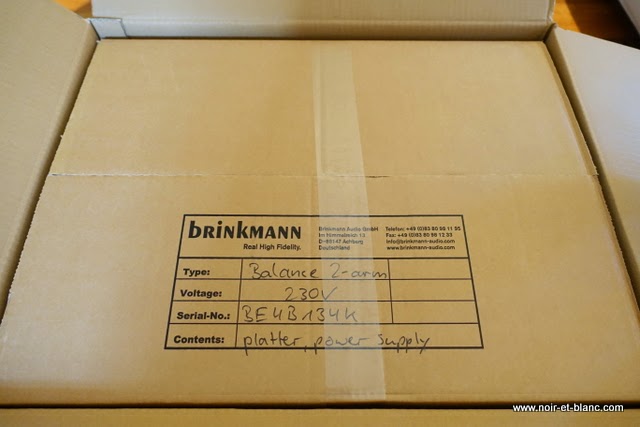 brinkmann
Real High Fidelity.
Brinkmann Audio GmbH
Im Himmelreich 13
D-88147 Achberg
Deutschland
Telefon: +49 (0)83 80 98 11 95
Fax: +49 (0)83 80 98 12 33
info@brinkmann-audio.com
www.brinkmann-audio.com
Type: Balance 2-arm
Voltage: 230V
Serial-No.: BE4B134K
Contents: platter, power supply
www.noir-et-blanc.com